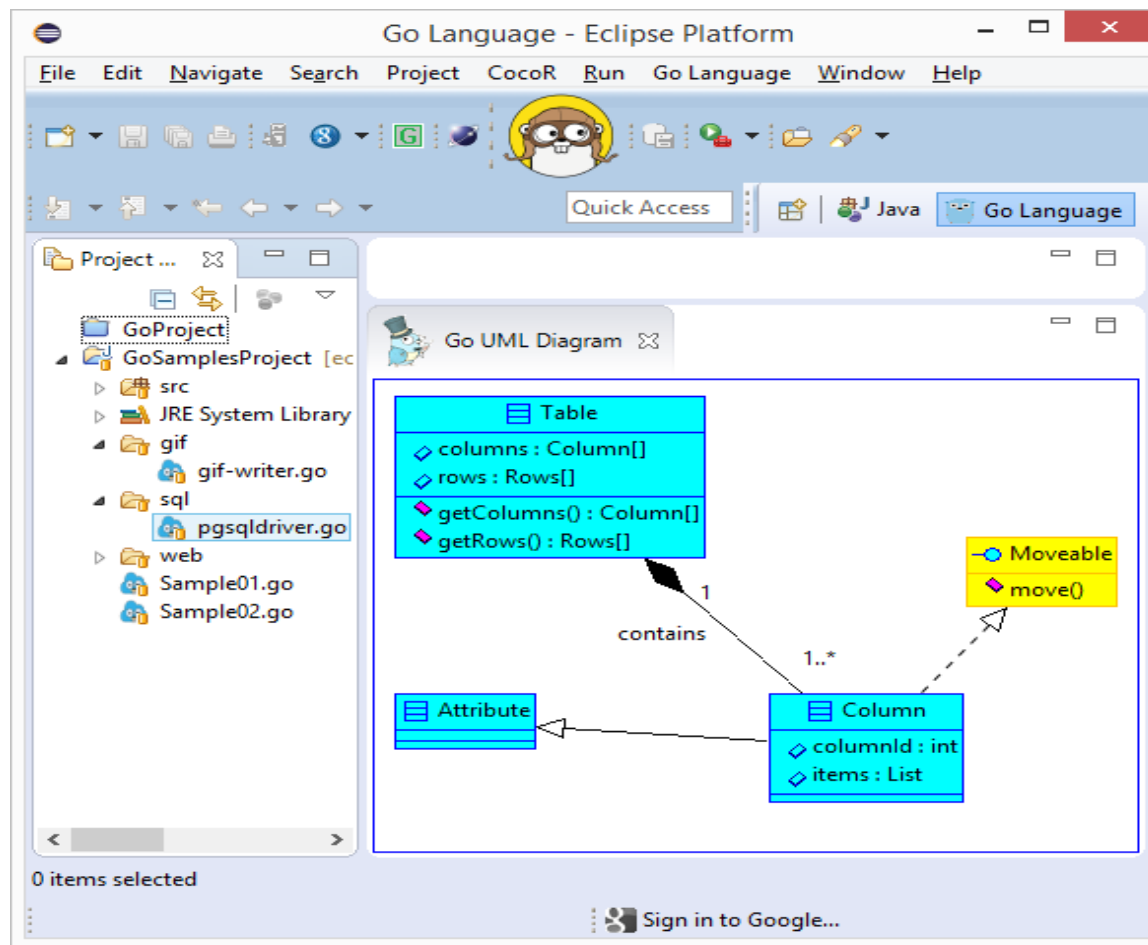 Go Language - Eclipse Platform
File Edit Navigate Search Project CocoR Run Go Language Window Help
8
G
Quick Access
Java
Go Language
Project ...
GoProject
GoSamplesProject [ec
src
JRE System Library
gif
gif-writer.go
sql
pgsqldriver.go
web
Sample01.go
Sample02.go
Go UML Diagram
Table
columns : Column[]
rows : Rows[]
getColumns() : Column[]
getRows() : Rows[]
Moveable
move()
1
contains
1..*
Attribute
Column
columnId : int
items : List
0 items selected
Sign in to Google...